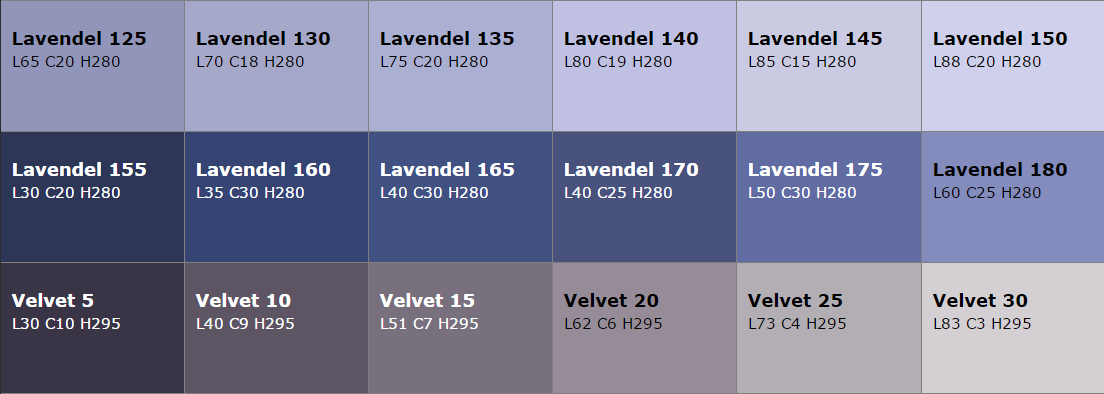 Lavendel 125
L65 C20 H280
Lavendel 130
L70 C18 H280
Lavendel 135
L75 C20 H280
Lavendel 140
L80 C19 H280
Lavendel 145
L85 C15 H280
Lavendel 150
L88 C20 H280
Lavendel 155
L30 C20 H280
Lavendel 160
L35 C30 H280
Lavendel 165
L40 C30 H280
Lavendel 170
L40 C25 H280
Lavendel 175
L50 C30 H280
Lavendel 180
L60 C25 H280
Velvet 5
L30 C10 H295
Velvet 10
L40 C9 H295
Velvet 15
L51 C7 H295
Velvet 20
L62 C6 H295
Velvet 25
L73 C4 H295
Velvet 30
L83 C3 H295